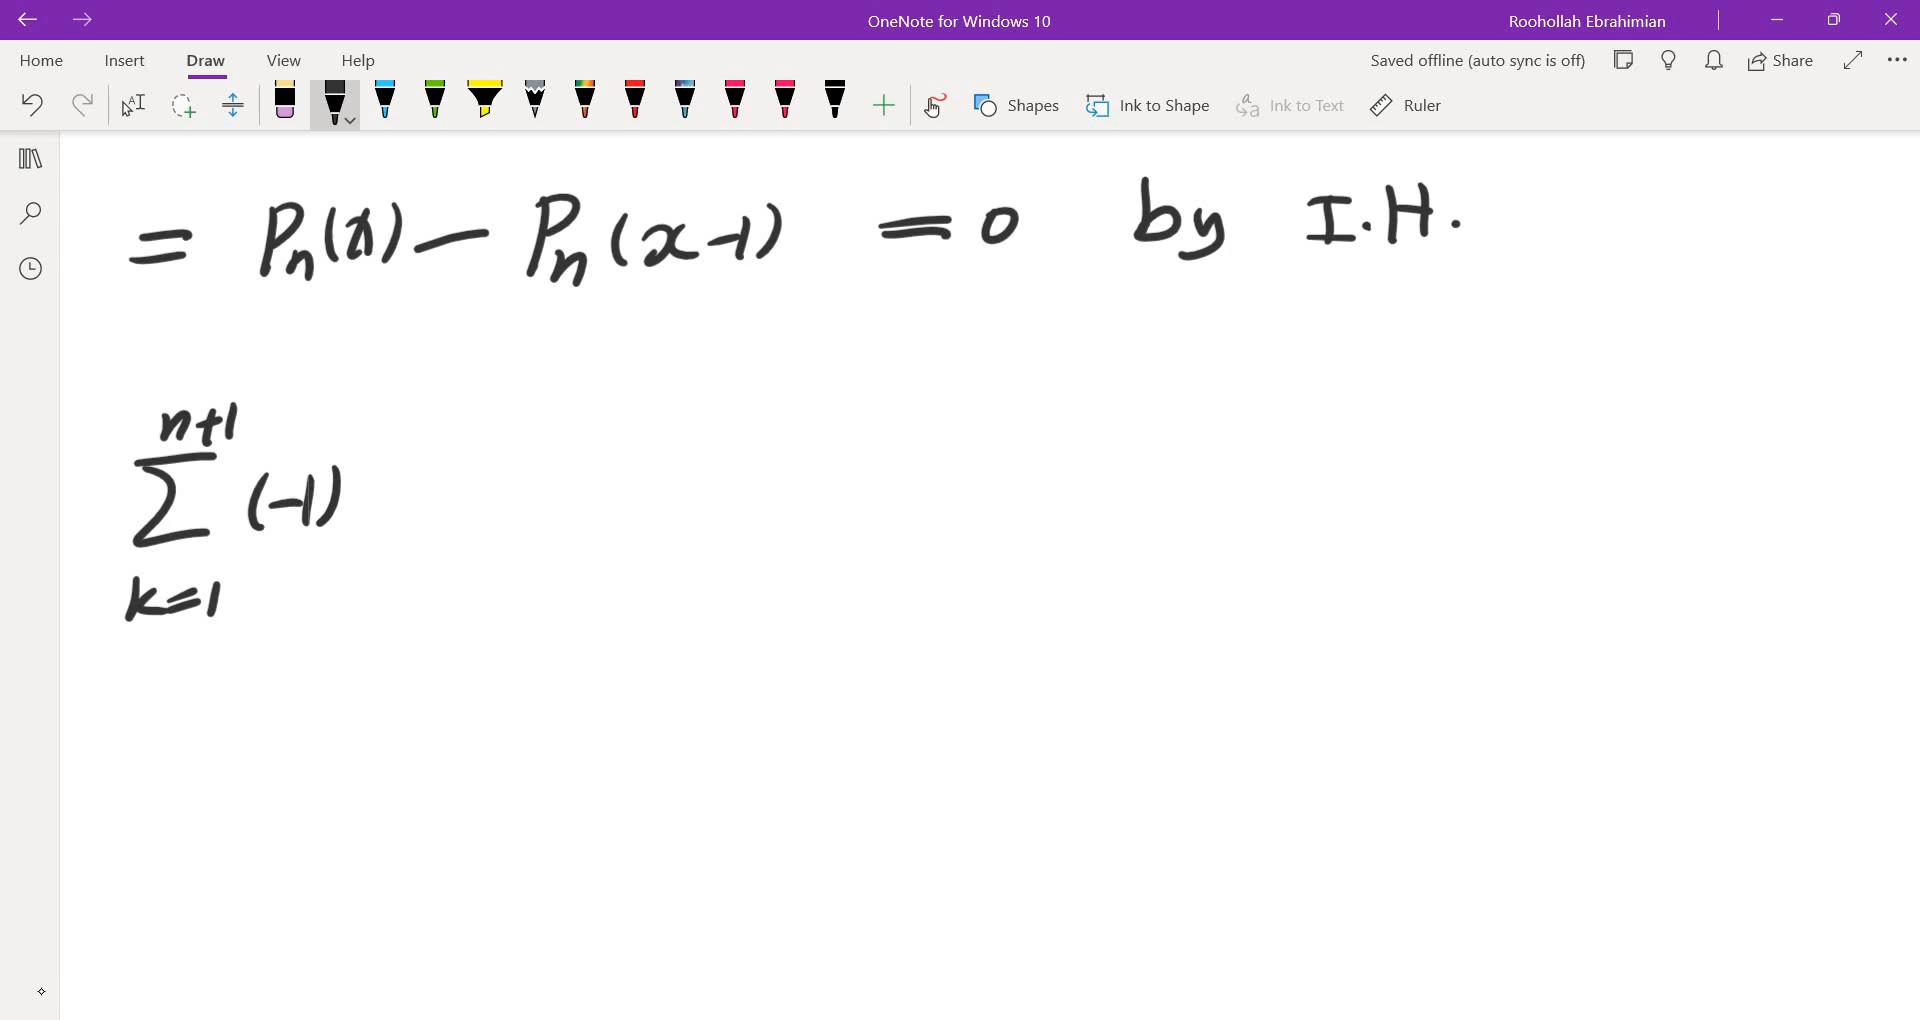 OneNote for Windows 10
Roohollah Ebrahimian
Home Insert Draw View Help
Saved offline (auto sync is off) Share
Shapes Ink to Shape Ink to Text Ruler
= Pₙ(x) − Pₙ(x−1) = 0 by I.H.
n+1
∑ (−1)
k=1